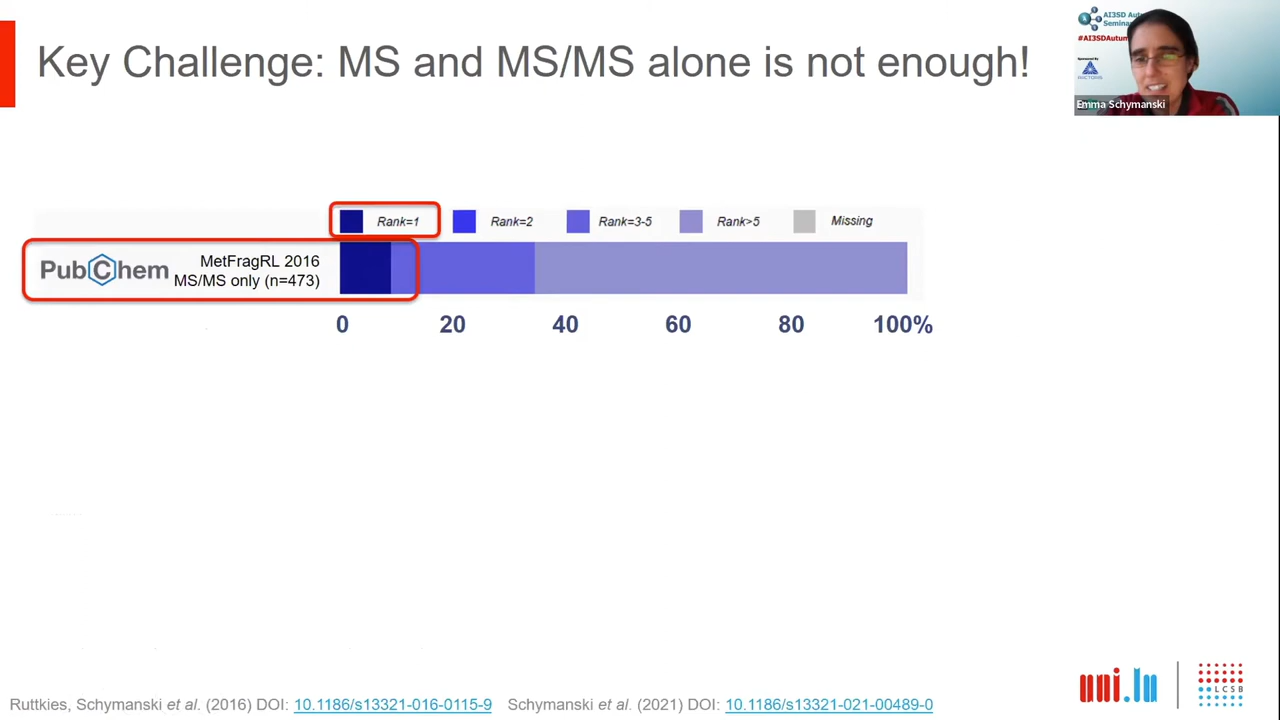 Key Challenge: MS and MS/MS alone is not enough!
AI3SD
#AI3SDAutum
Emma Schymanski
Rank=1 Rank=2 Rank=3-5 Rank>5 Missing
PubChem
MetFragRL 2016
MS/MS only (n=473)
0 20 40 60 80 100%
uni.lu
LCSB
Ruttkies, Schymanski et al. (2016) DOI: 10.1186/s13321-016-0115-9 Schymanski et al. (2021) DOI: 10.1186/s13321-021-00489-0